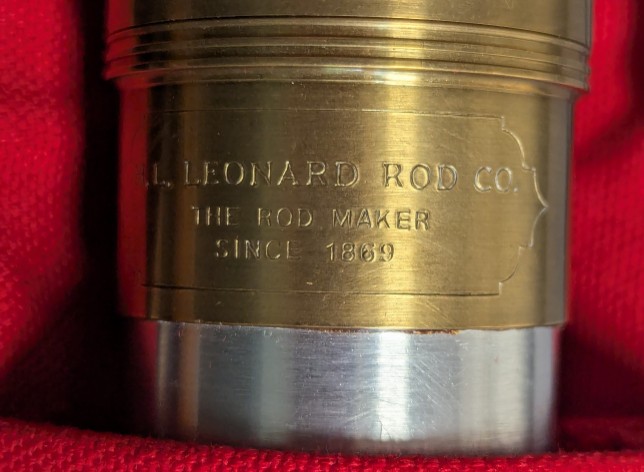 L. LEONARD ROD CO.
THE ROD MAKER
SINCE 1869